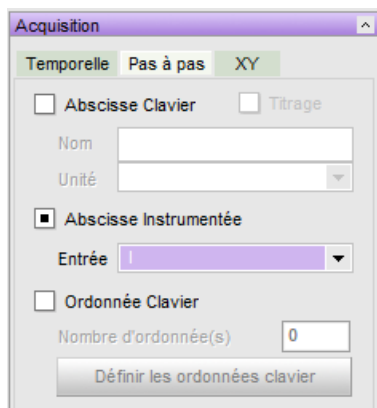 Acquisition
Temporelle Pas à pas XY
Abscisse Clavier Titrage
Nom
Unité
Abscisse Instrumentée
Entrée I
Ordonnée Clavier
Nombre d'ordonnée(s) 0
Définir les ordonnées clavier